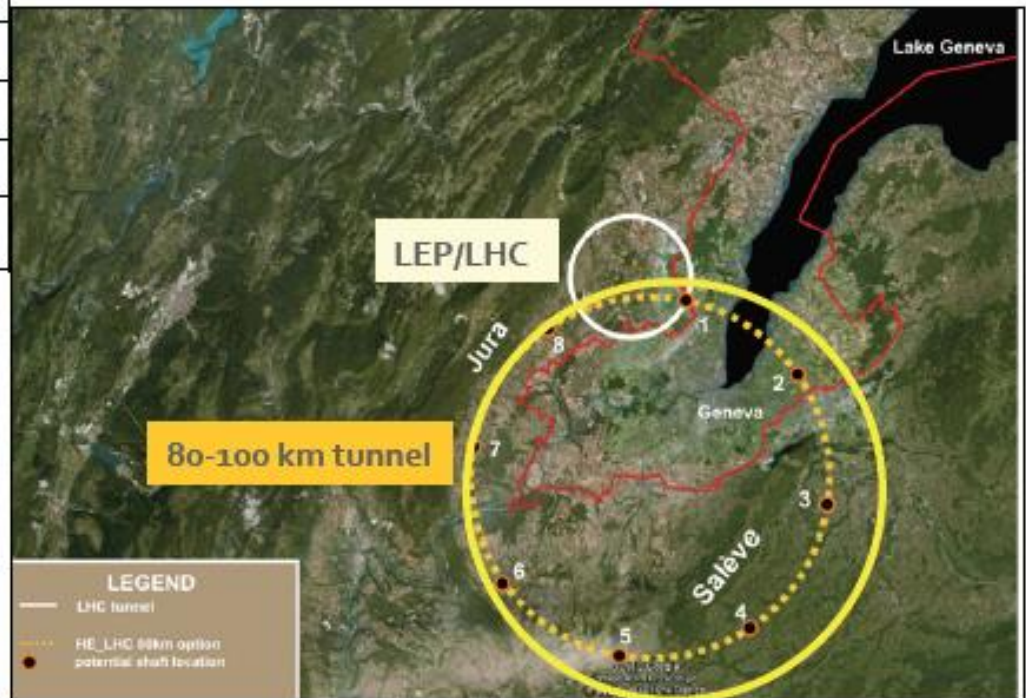 Lake Geneva
LEP/LHC
1
8
Jura
2
Geneva
7
80-100 km tunnel
3
Salève
6
4
5
LEGEND
LHC tunnel
HE_LHC 80km option
potential shaft location